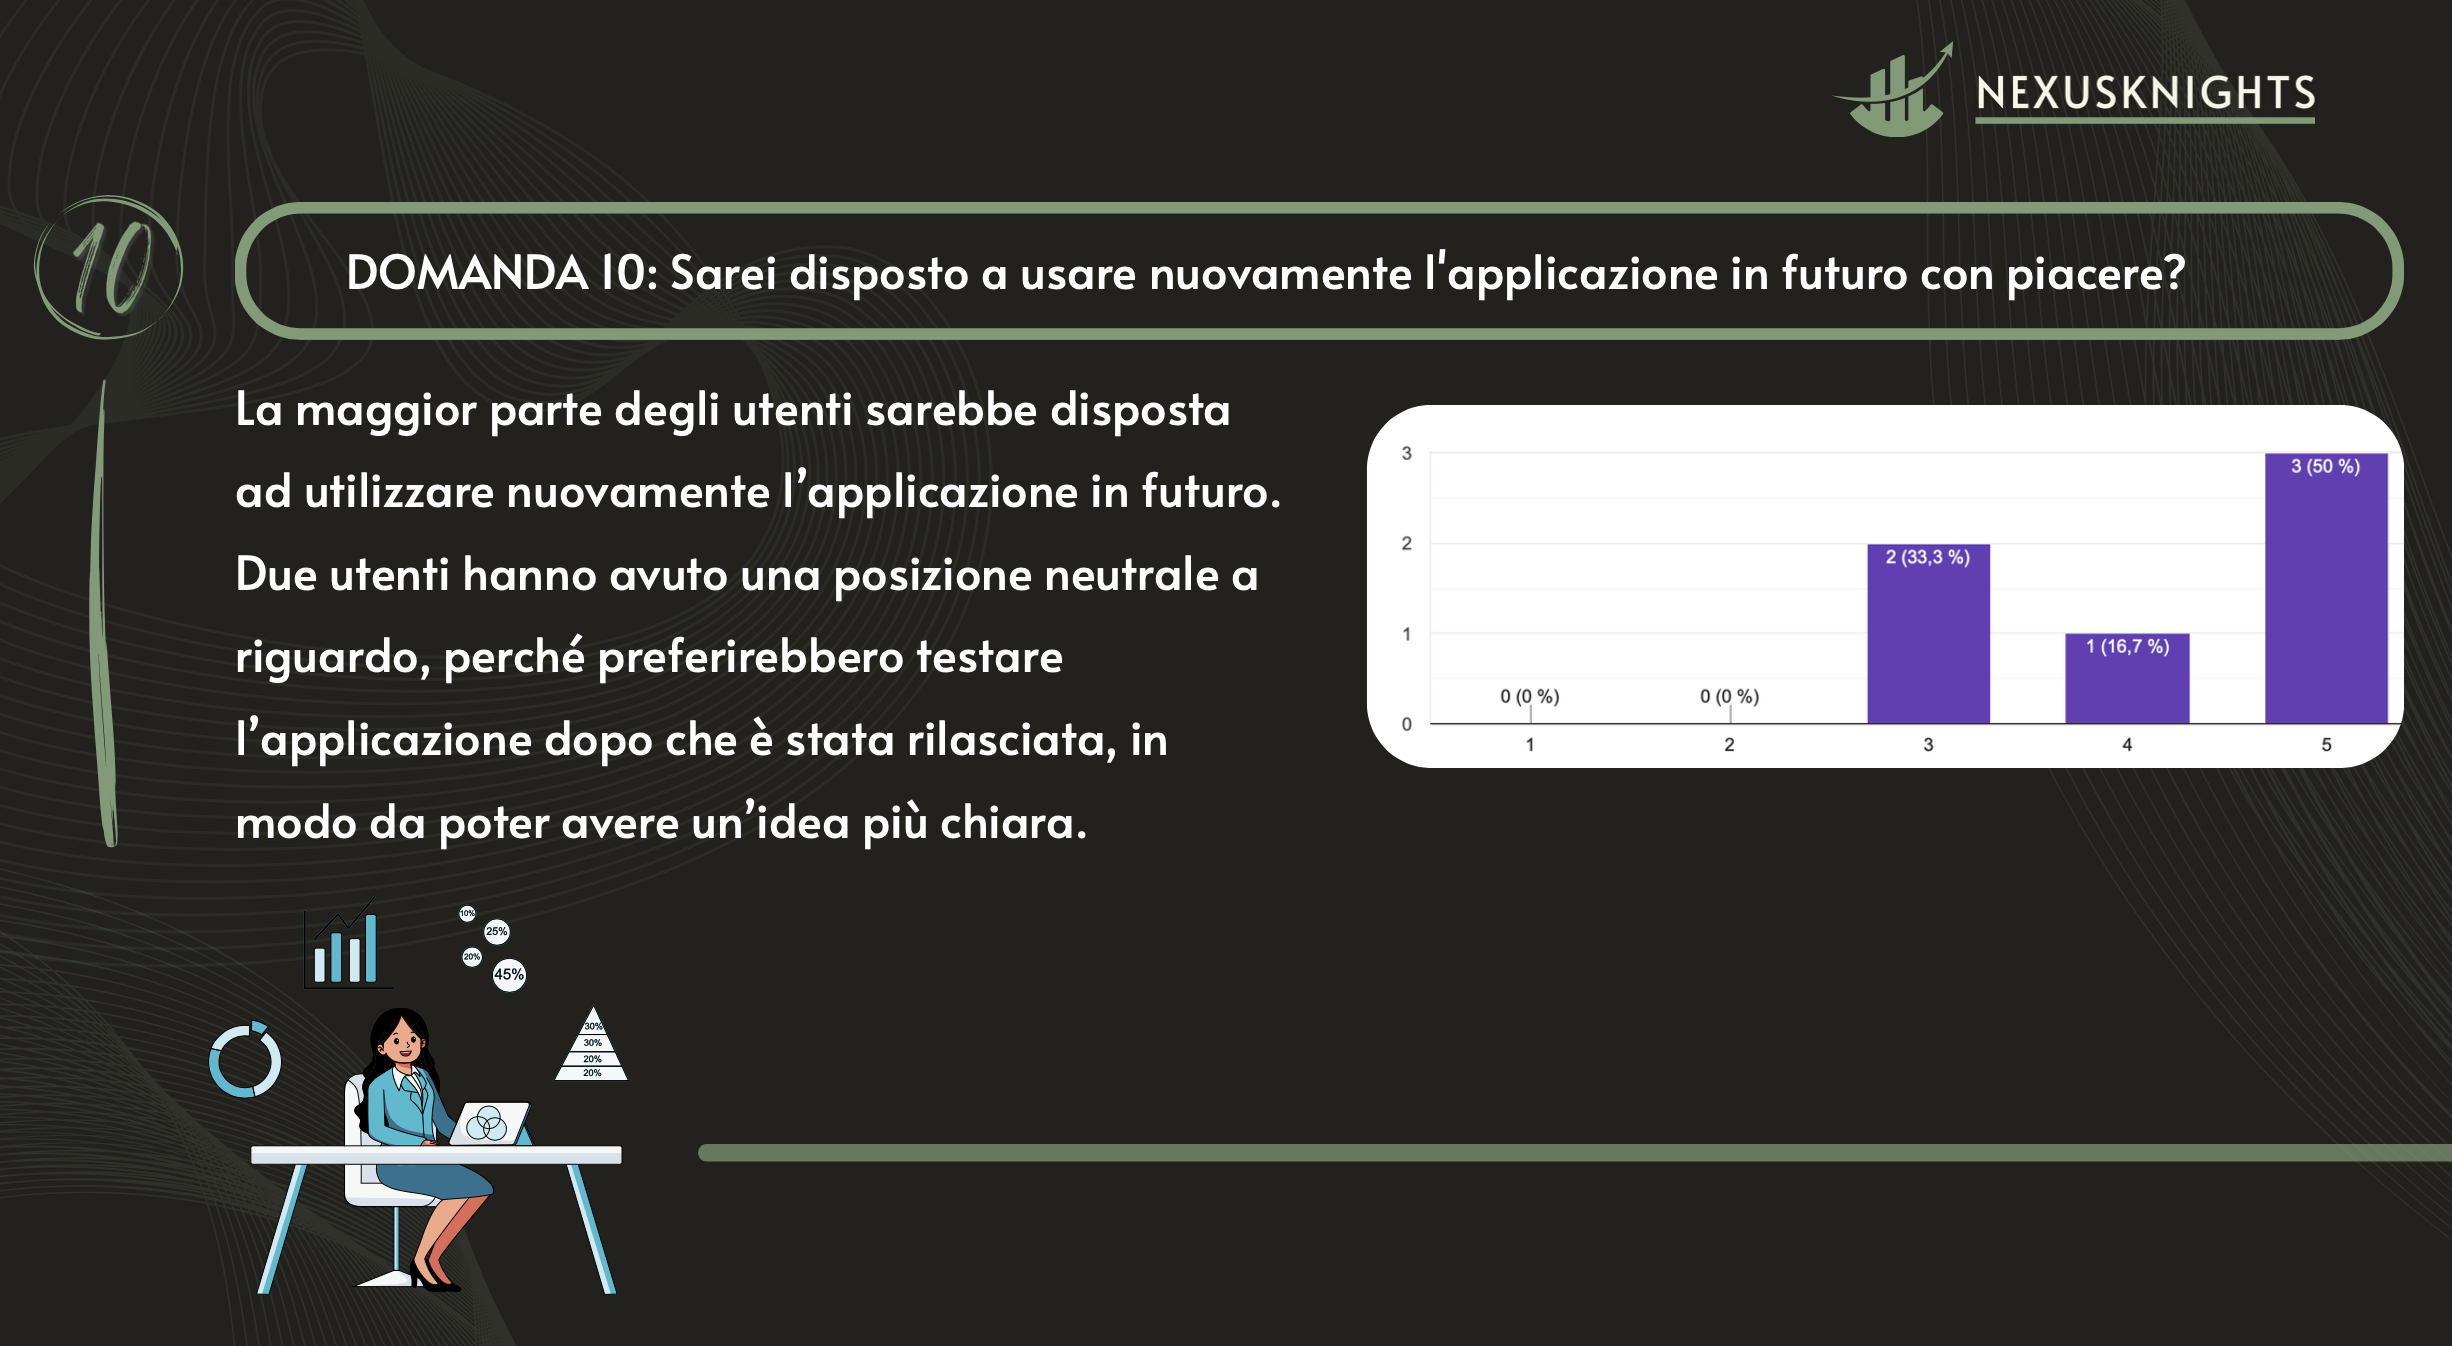 NEXUSKNIGHTS
10
DOMANDA 10: Sarei disposto a usare nuovamente l'applicazione in futuro con piacere?
La maggior parte degli utenti sarebbe disposta
ad utilizzare nuovamente l’applicazione in futuro.
Due utenti hanno avuto una posizione neutrale a
riguardo, perché preferirebbero testare
l’applicazione dopo che è stata rilasciata, in
modo da poter avere un’idea più chiara.
3
2
1
0
0 (0 %)
0 (0 %)
2 (33,3 %)
1 (16,7 %)
3 (50 %)
1
2
3
4
5
10%
25%
20%
45%
30%
30%
20%
20%